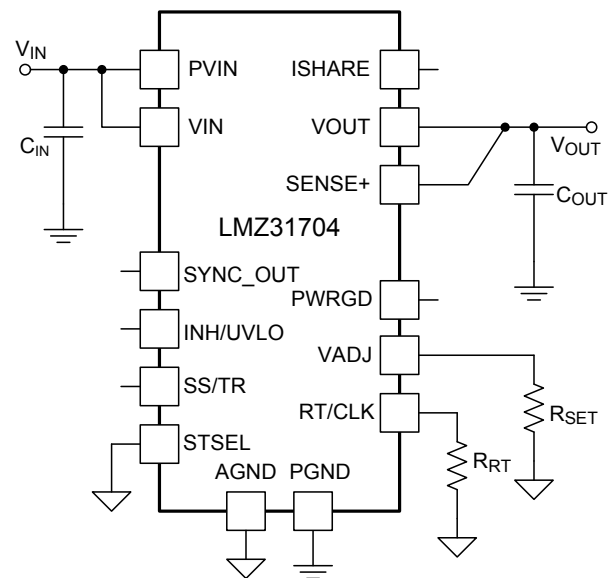 VIN
PVIN
ISHARE
VIN
VOUT
CIN
VOUT
SENSE+
COUT
LMZ31704
SYNC_OUT
PWRGD
INH/UVLO
VADJ
SS/TR
RT/CLK
RSET
STSEL
RRT
AGND PGND